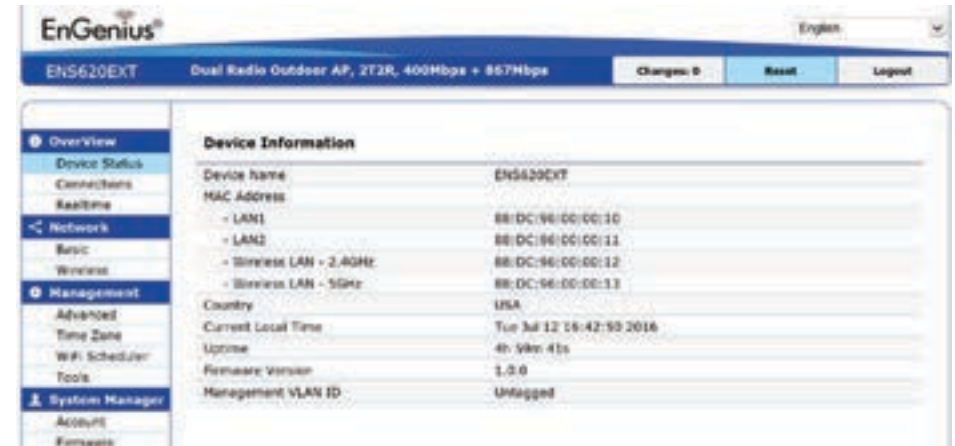 EnGenius®
English
ENS620EXT
Dual Radio Outdoor AP, 2T2R, 400Mbps + 867Mbps
Changes: 0
Reset
Logout
OverView
Device Status
Connections
Realtime
Network
Basic
Wireless
Management
Advanced
Time Zone
WiFi Scheduler
Tools
System Manager
Account
Firmware
Device Information
Device Name ENS620EXT
MAC Address
- LAN1 88:DC:96:00:00:10
- LAN2 88:DC:96:00:00:11
- Wireless LAN - 2.4GHz 88:DC:96:00:00:12
- Wireless LAN - 5GHz 88:DC:96:00:00:13
Country USA
Current Local Time Tue Jul 12 16:42:50 2016
Uptime 4h 59m 41s
Firmware Version 1.0.0
Management VLAN ID Untagged